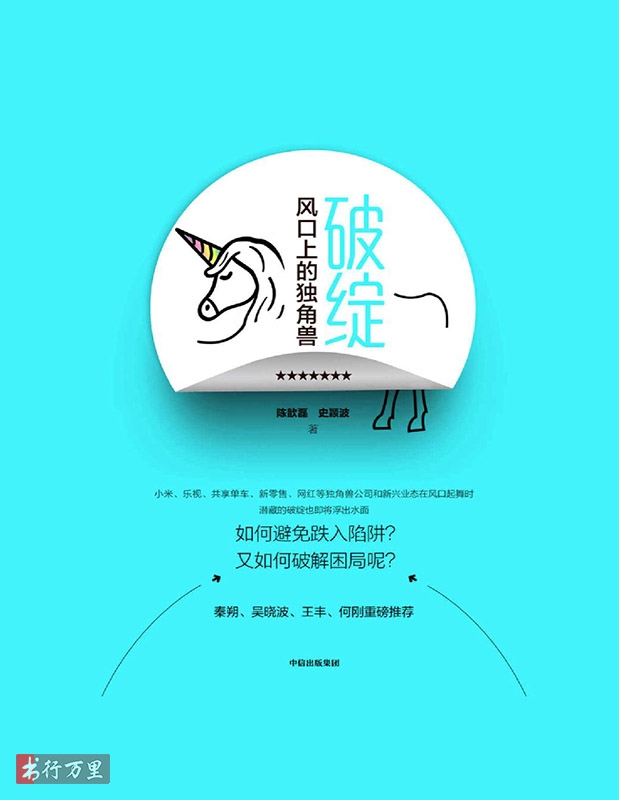 破绽
风口上的独角兽
★★★★★★★
陈歆磊 史颖波
著
小米、乐视、共享单车、新零售、网红等独角兽公司和新兴业态在风口起舞时
潜藏的破绽也即将浮出水面
如何避免跌入陷阱?
又如何破解困局呢?
秦朔、吴晓波、王丰、何刚重磅推荐
中信出版集团
书行万里